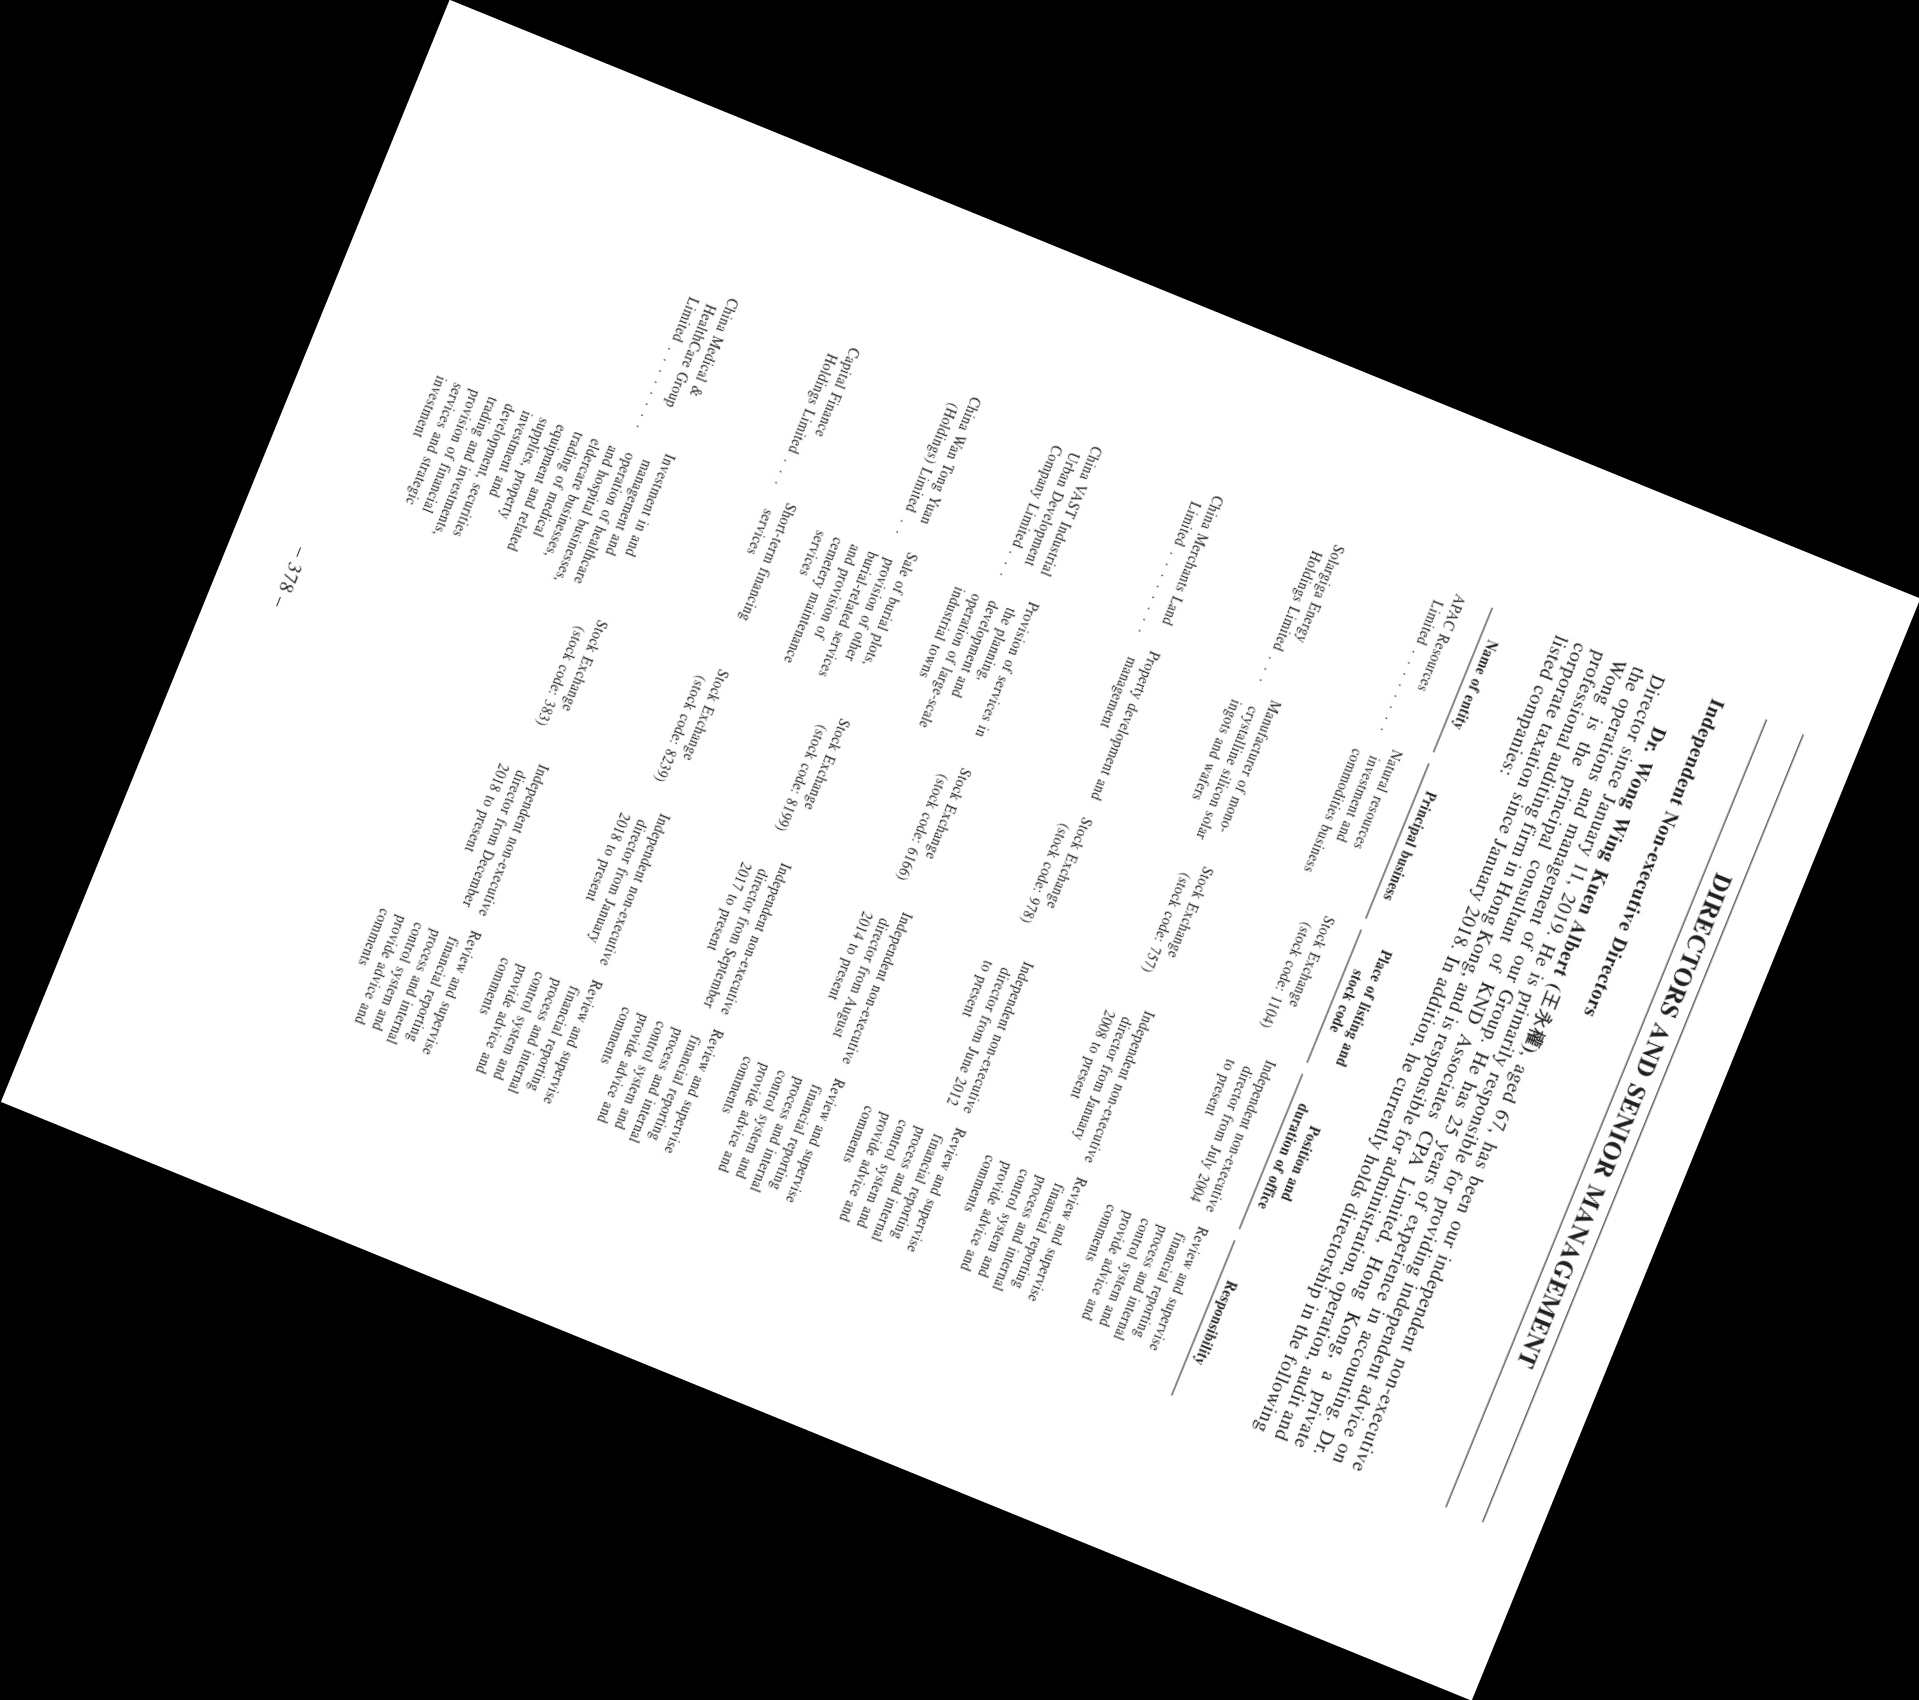 DIRECTORS AND SENIOR MANAGEMENT
Independent Non-executive Directors
Dr. Wong Wing Kuen Albert (王永權), aged 67, has been our independent non-executive
Director since January 11, 2019. He is primarily responsible for providing independent advice on
the operations and management of our Group. He has 25 years of experience in accounting. Dr.
Wong is the principal consultant of KND Associates CPA Limited, Hong Kong, a private
professional auditing firm in Hong Kong, and is responsible for administration, operation, audit and
corporate taxation since January 2018. In addition, he currently holds directorship in the following
listed companies:
Name of entity
Principal business
Place of listing and
stock code
Position and
duration of office
Responsibility
APAC Resources
Limited . . . . . . . .
Natural resources
investment and
commodities business
Stock Exchange
(stock code: 1104)
Independent non-executive
director from July 2004
to present
Review and supervise
financial reporting
process and internal
control system and
provide advice and
comments
Solargiga Energy
Holdings Limited . . .
Manufacturer of mono-
crystalline silicon solar
ingots and wafers
Stock Exchange
(stock code: 757)
Independent non-executive
director from January
2008 to present
Review and supervise
financial reporting
process and internal
control system and
provide advice and
comments
China Merchants Land
Limited . . . . . . . .
Property development and
management
Stock Exchange
(stock code: 978)
Independent non-executive
director from June 2012
to present
Review and supervise
financial reporting
process and internal
control system and
provide advice and
comments
China VAST Industrial
Urban Development
Company Limited . . .
Provision of services in
the planning,
development and
operation of large-scale
industrial towns
Stock Exchange
(stock code: 6166)
Independent non-executive
director from August
2014 to present
Review and supervise
financial reporting
process and internal
control system and
provide advice and
comments
China Wan Tong Yuan
(Holdings) Limited . .
Sale of burial plots,
provision of other
burial-related services
and provision of
cemetery maintenance
services
Stock Exchange
(stock code: 8199)
Independent non-executive
director from September
2017 to present
Review and supervise
financial reporting
process and internal
control system and
provide advice and
comments
Capital Finance
Holdings Limited . . .
Short-term financing
services
Stock Exchange
(stock code: 8239)
Independent non-executive
director from January
2018 to present
Review and supervise
financial reporting
process and internal
control system and
provide advice and
comments
China Medical &
HealthCare Group
Limited . . . . . . . .
Investment in and
management and
operation of healthcare
and hospital businesses,
eldercare businesses,
trading of medical
equipment and related
supplies, property
investment and
development, securities
trading and investments,
provision of financial
services and strategic
investment
Stock Exchange
(stock code: 383)
Independent non-executive
director from December
2018 to present
Review and supervise
financial reporting
process and internal
control system and
provide advice and
comments
– 378 –